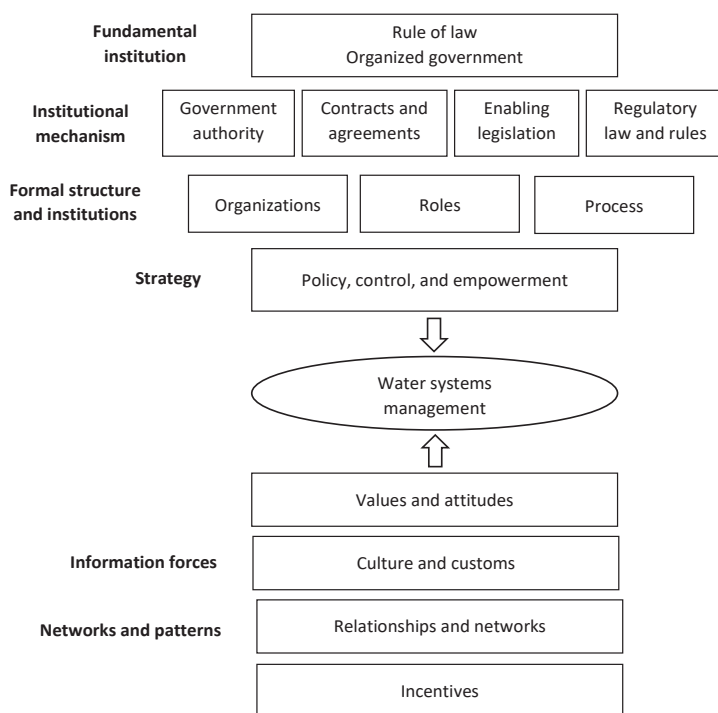 Fundamental
institution
Rule of law
Organized government
Institutional
mechanism
Government
authority
Contracts and
agreements
Enabling
legislation
Regulatory
law and rules
Formal structure
and institutions
Organizations
Roles
Process
Strategy
Policy, control, and empowerment
Water systems
management
Values and attitudes
Information forces
Culture and customs
Networks and patterns
Relationships and networks
Incentives